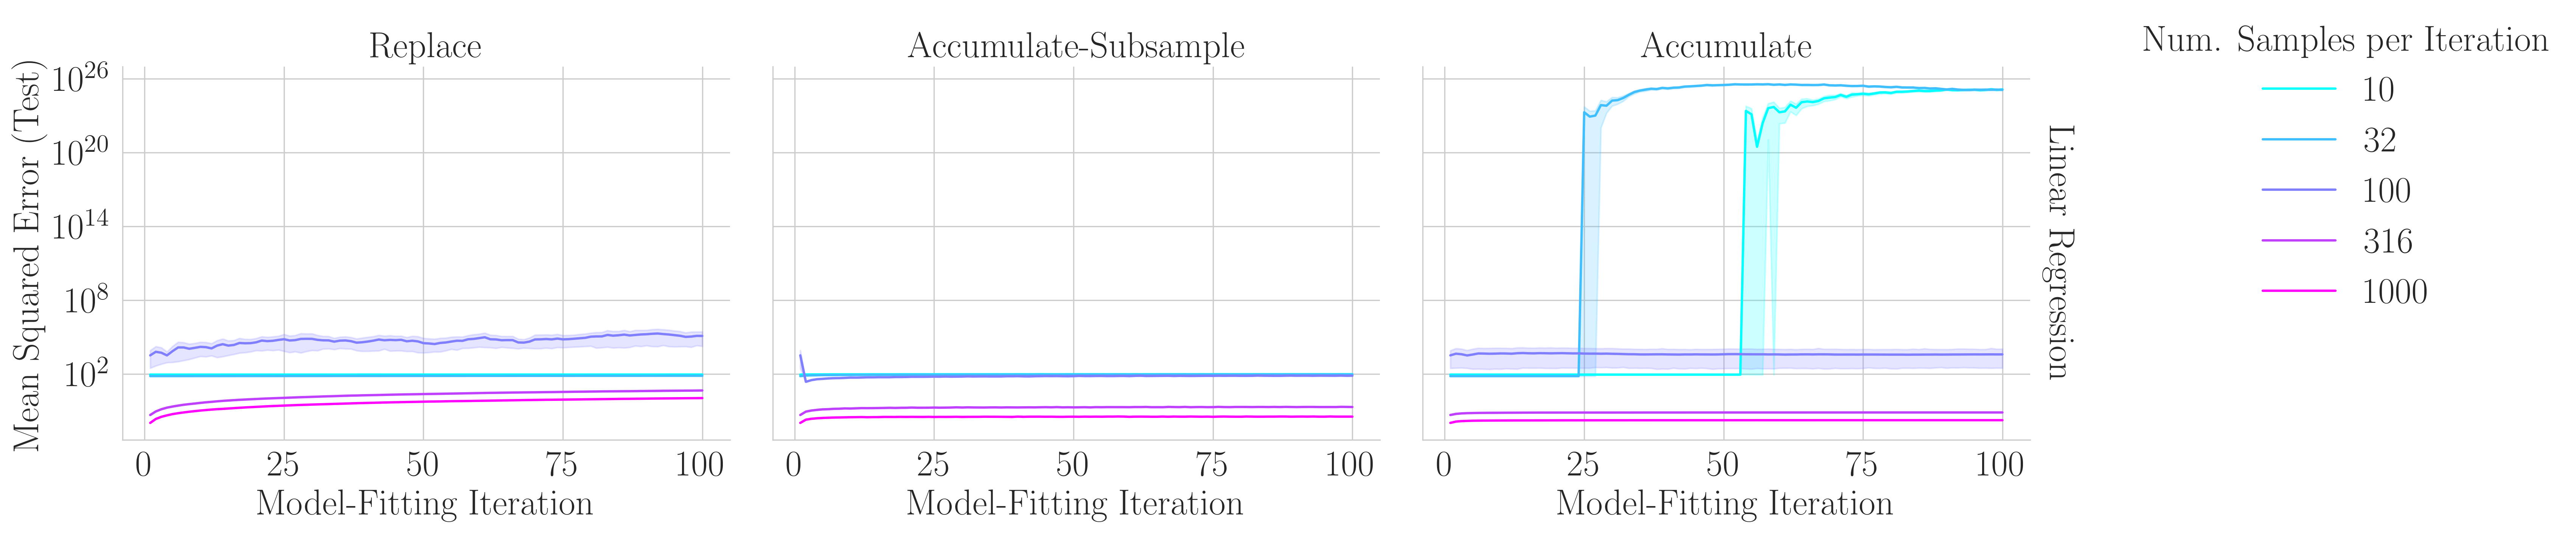 Replace
Accumulate-Subsample
Accumulate
Num. Samples per Iteration
10
32
100
316
1000
Mean Squared Error (Test)
10^26
10^20
10^14
10^8
10^2
0 25 50 75 100
0 25 50 75 100
0 25 50 75 100
Model-Fitting Iteration
Model-Fitting Iteration
Model-Fitting Iteration
Linear Regression